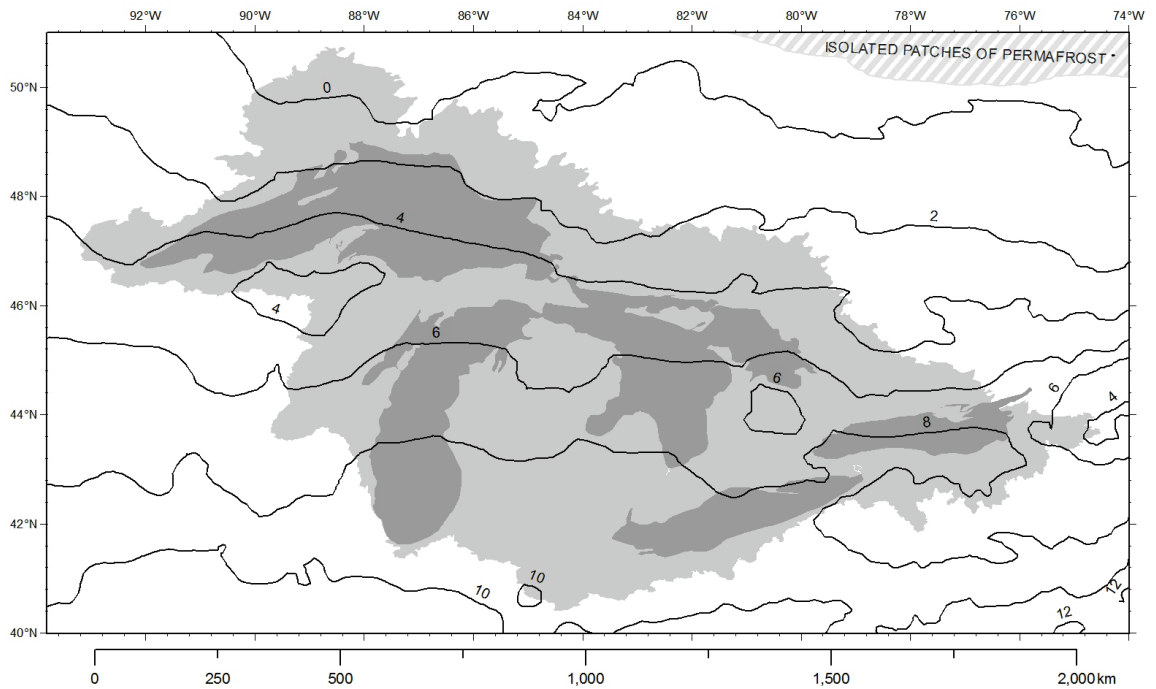 92°W 90°W 88°W 86°W 84°W 82°W 80°W 78°W 76°W 74°W
ISOLATED PATCHES OF PERMAFROST
50°N
0
48°N
4
2
46°N
4
6
6
6
4
44°N
8
42°N
10
10
12
12
40°N
0 250 500 1,000 1,500 2,000 km